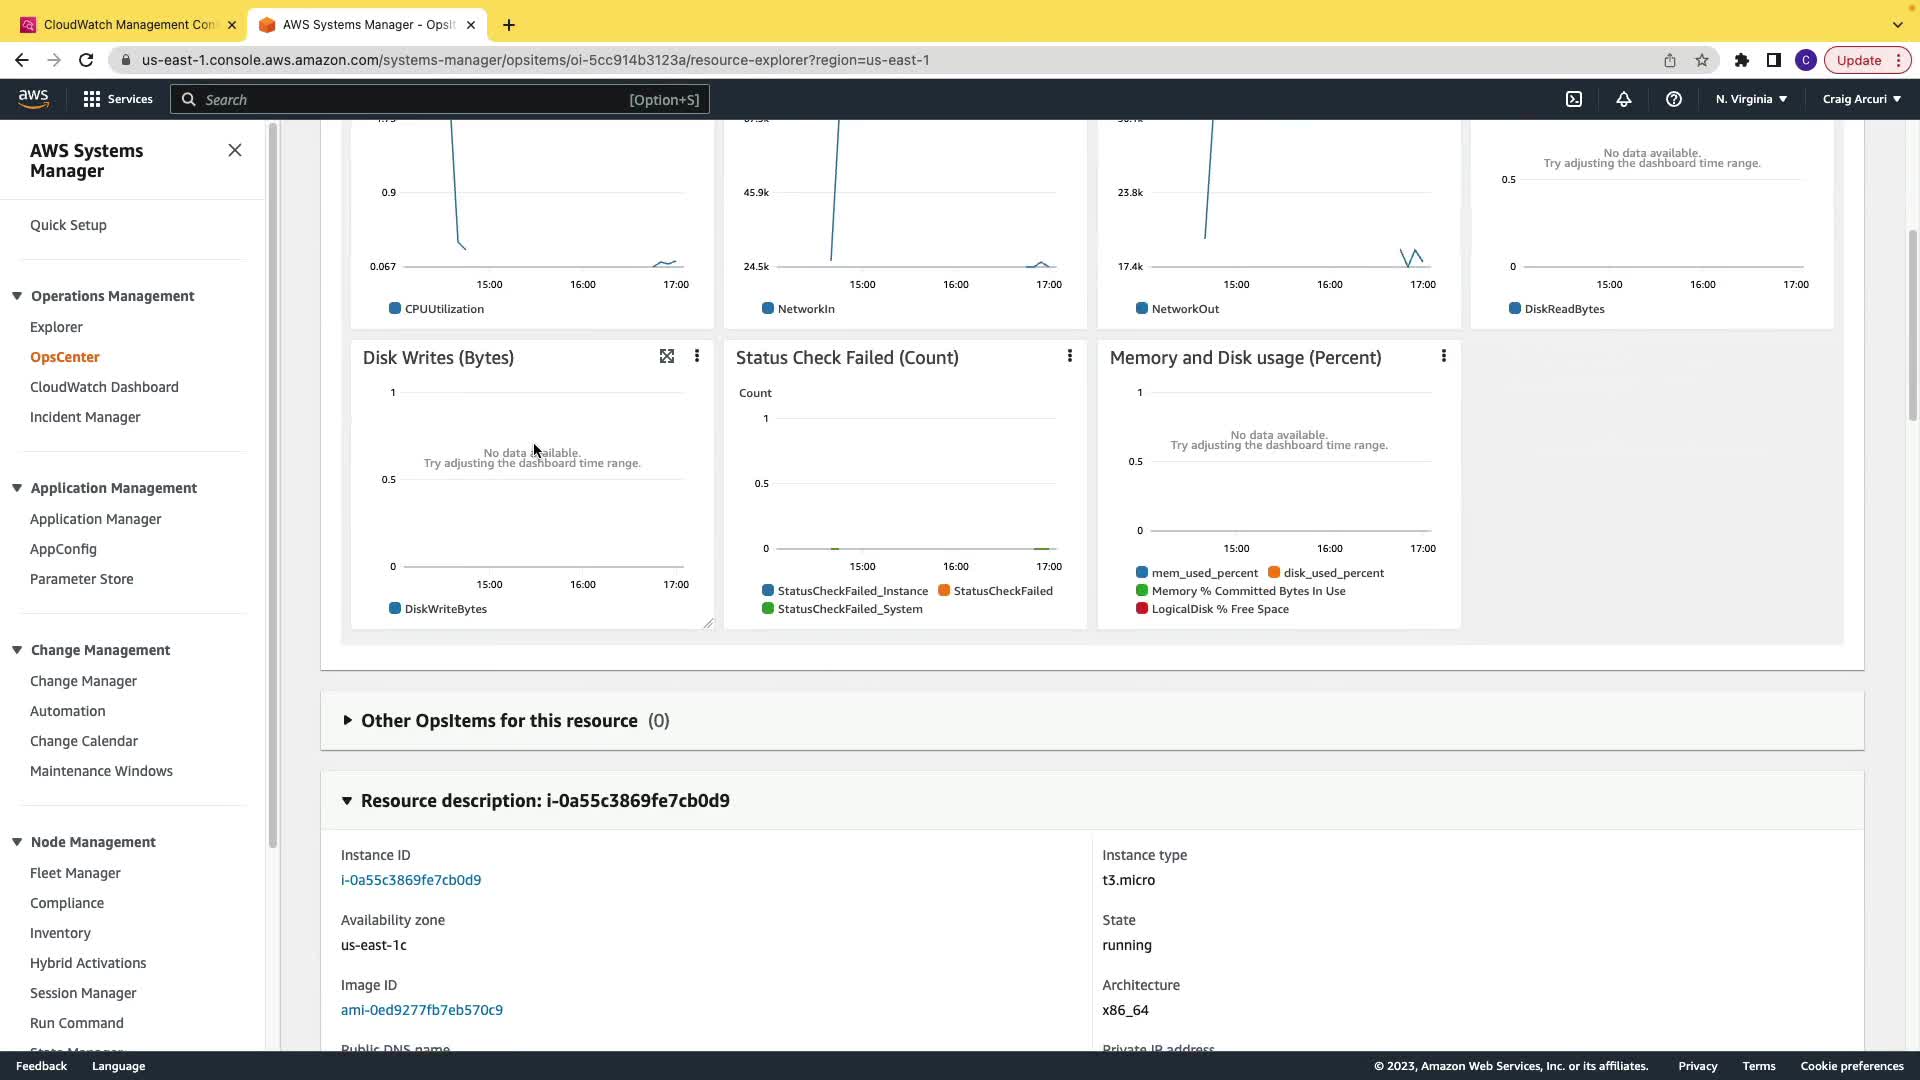 CloudWatch Management Con
AWS Systems Manager - OpsIt
us-east-1.console.aws.amazon.com/systems-manager/opsitems/oi-5cc914b3123a/resource-explorer?region=us-east-1
C
Update
aws
Services
Search
[Option+S]
N. Virginia
Craig Arcuri
AWS Systems
Manager
Quick Setup
Operations Management
Explorer
OpsCenter
CloudWatch Dashboard
Incident Manager
Application Management
Application Manager
AppConfig
Parameter Store
Change Management
Change Manager
Automation
Change Calendar
Maintenance Windows
Node Management
Fleet Manager
Compliance
Inventory
Hybrid Activations
Session Manager
Run Command
0.9
0.067
15:00 16:00 17:00
CPUUtilization
45.9k
24.5k
15:00 16:00 17:00
NetworkIn
23.8k
17.4k
15:00 16:00 17:00
NetworkOut
No data available.
Try adjusting the dashboard time range.
0.5
0
15:00 16:00 17:00
DiskReadBytes
Disk Writes (Bytes)
1
No data available.
Try adjusting the dashboard time range.
0.5
0
15:00 16:00 17:00
DiskWriteBytes
Status Check Failed (Count)
Count
1
0.5
0
15:00 16:00 17:00
StatusCheckFailed_Instance StatusCheckFailed
StatusCheckFailed_System
Memory and Disk usage (Percent)
1
No data available.
Try adjusting the dashboard time range.
0.5
0
15:00 16:00 17:00
mem_used_percent disk_used_percent
Memory % Committed Bytes In Use
LogicalDisk % Free Space
Other OpsItems for this resource (0)
Resource description: i-0a55c3869fe7cb0d9
Instance ID
i-0a55c3869fe7cb0d9
Instance type
t3.micro
Availability zone
us-east-1c
State
running
Image ID
ami-0ed9277fb7eb570c9
Architecture
x86_64
Public DNS name
Private IP address
Feedback
Language
© 2023, Amazon Web Services, Inc. or its affiliates.
Privacy
Terms
Cookie preferences